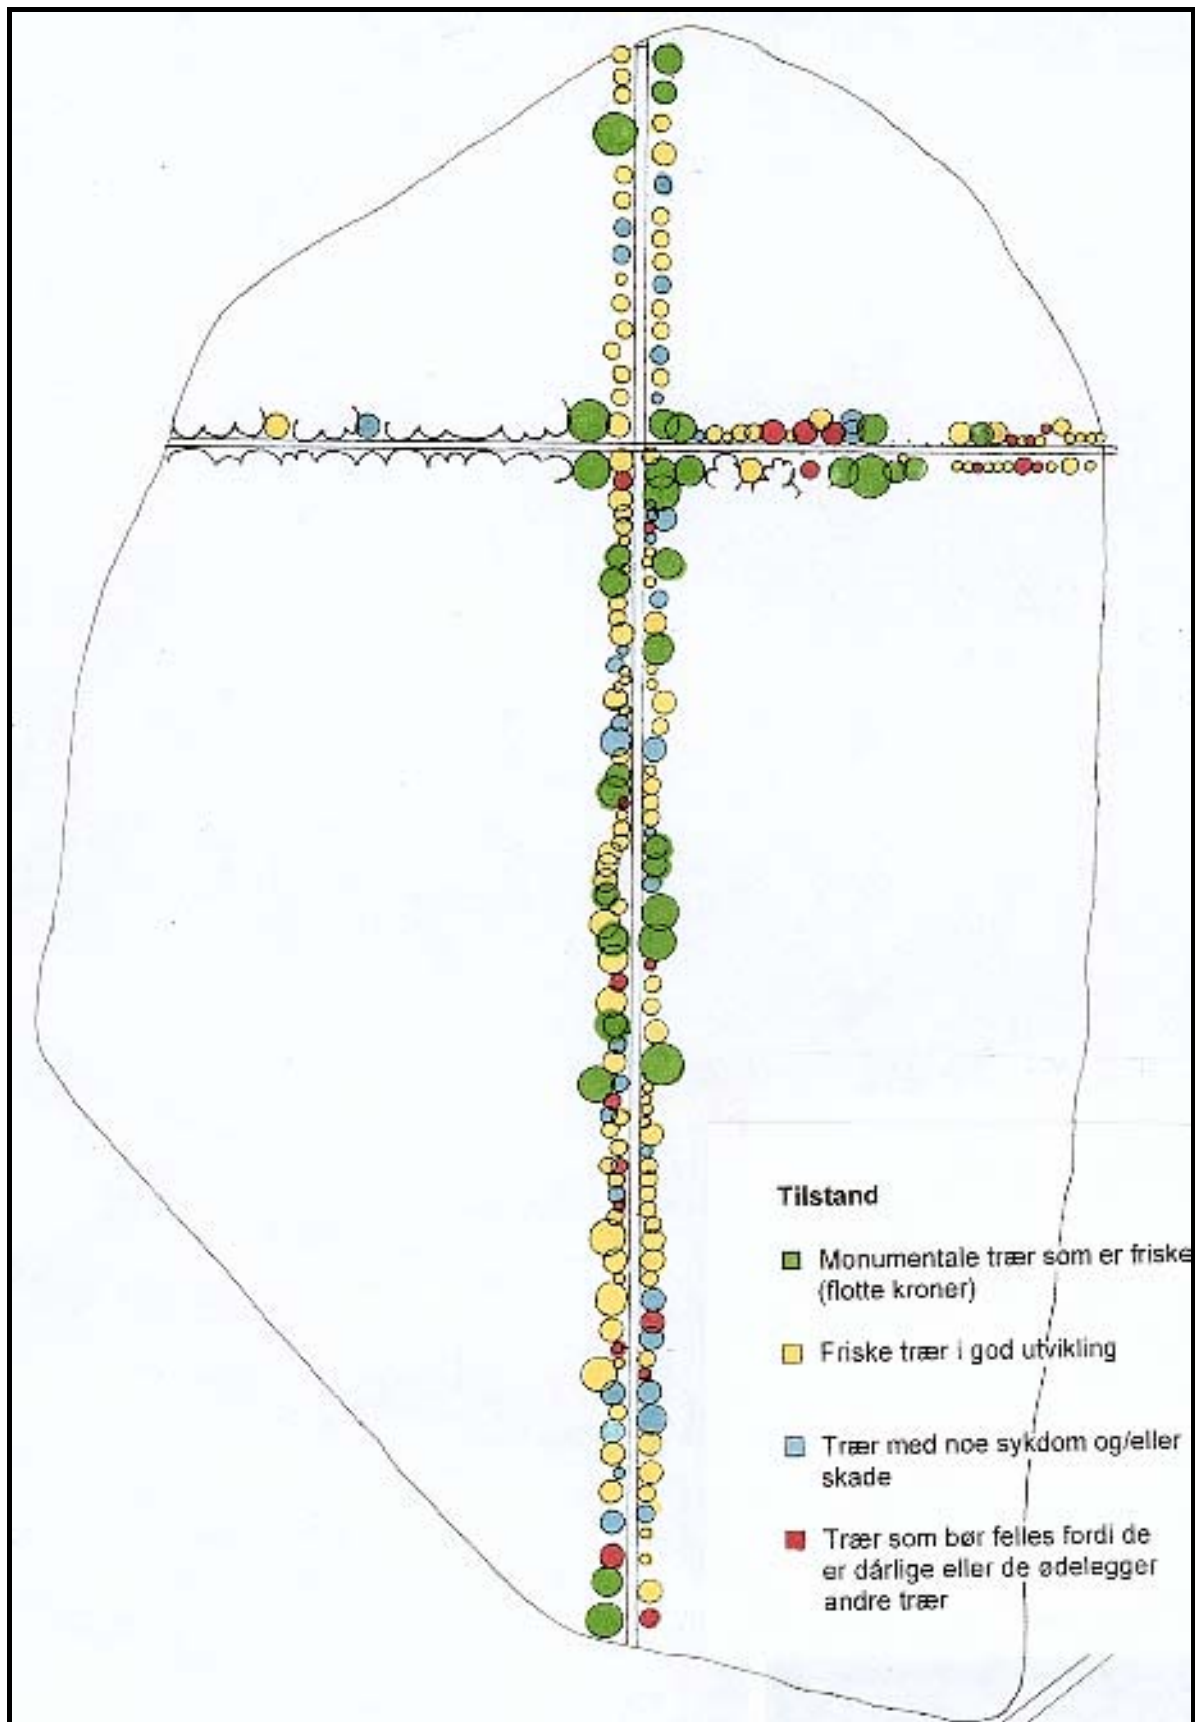 Tilstand
Monumentale trær som er friske
(flotte kroner)
Friske trær i god utvikling
Trær med noe sykdom og/eller
skade
Trær som bør felles fordi de
er dårlige eller de ødelegger
andre trær